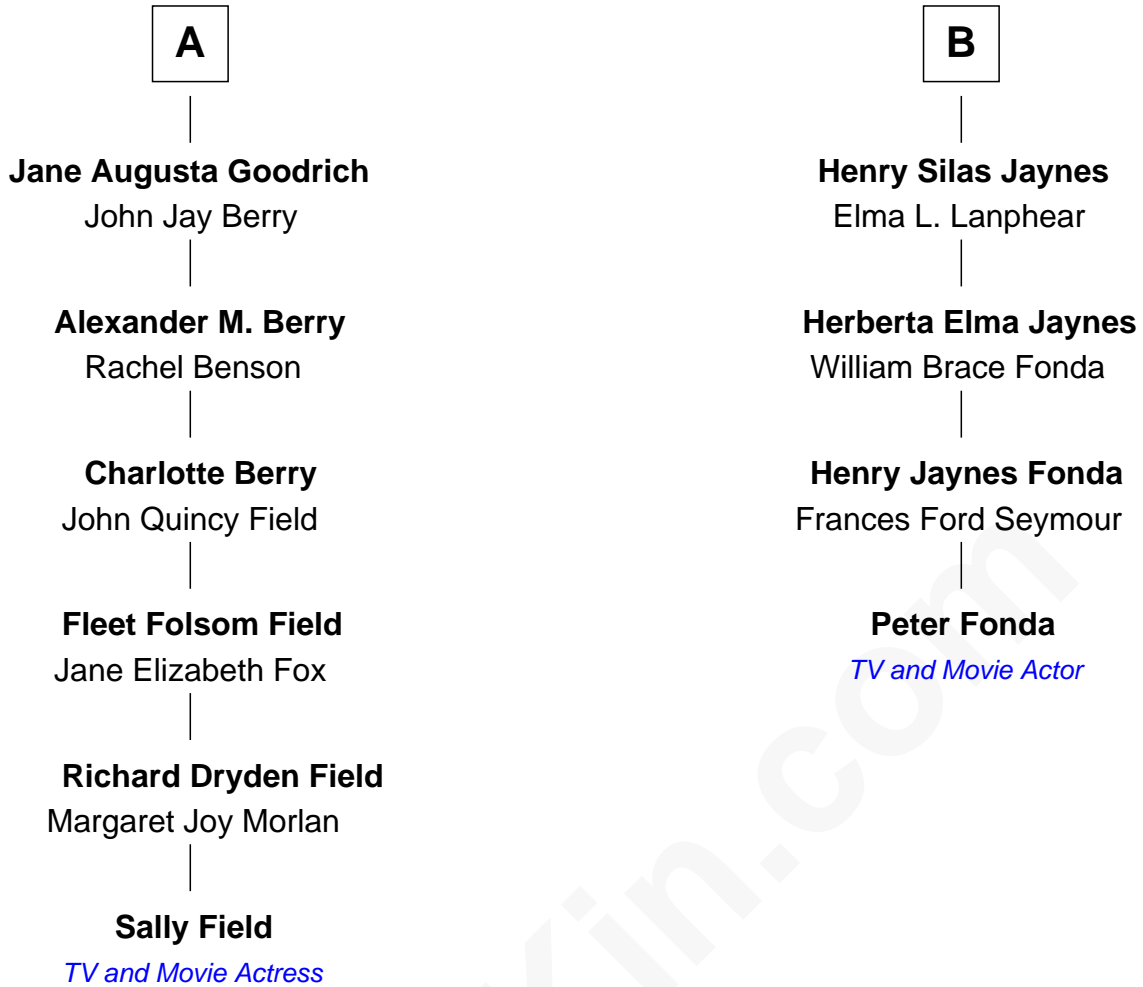 A
Jane Augusta Goodrich
John Jay Berry
Alexander M. Berry
Rachel Benson
Charlotte Berry
John Quincy Field
Fleet Folsom Field
Jane Elizabeth Fox
Richard Dryden Field
Margaret Joy Morlan
Sally Field
TV and Movie Actress
B
Henry Silas Jaynes
Elma L. Lanphear
Herberta Elma Jaynes
William Brace Fonda
Henry Jaynes Fonda
Frances Ford Seymour
Peter Fonda
TV and Movie Actor